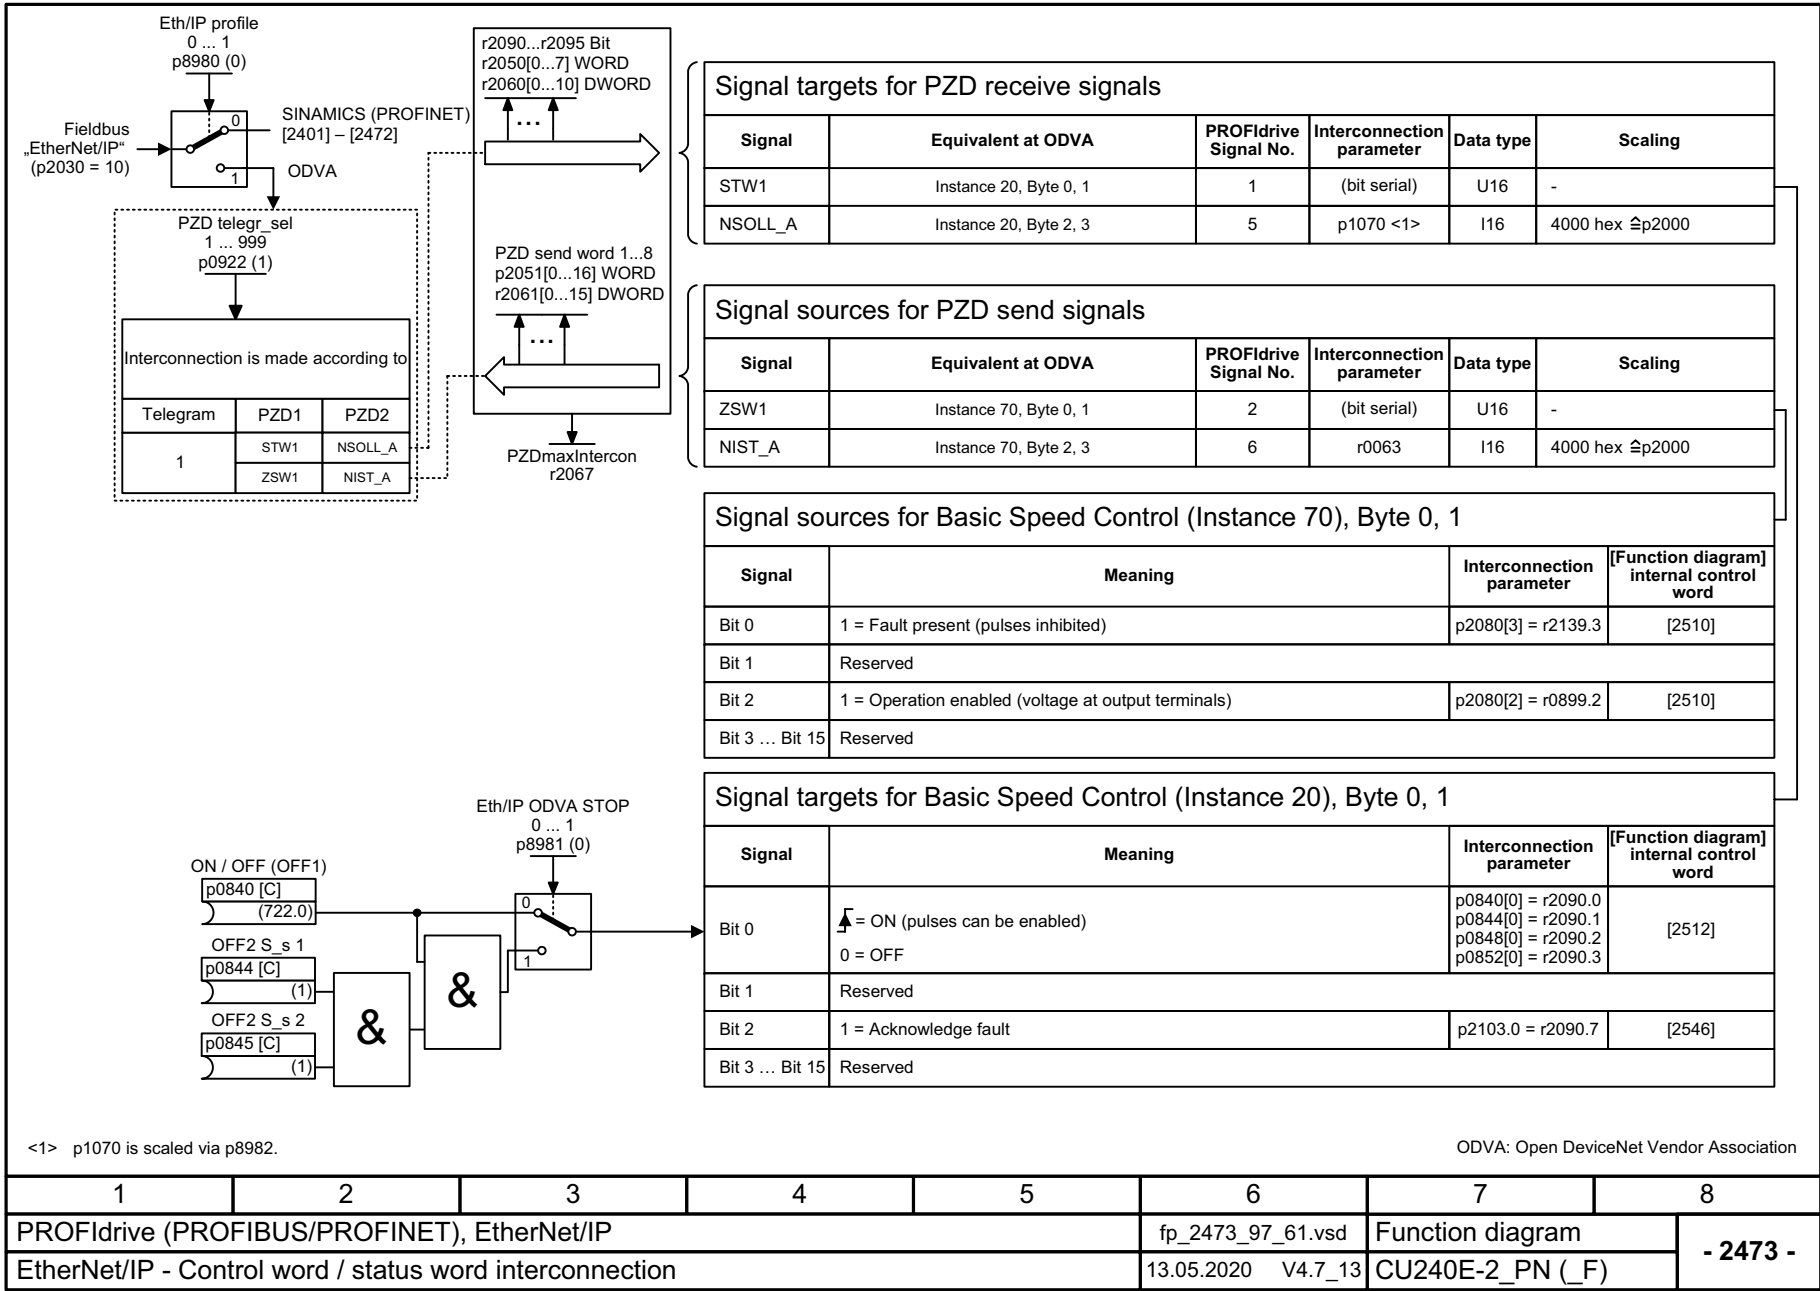 Eth/IP profile
0 ... 1
p8980 (0)
Fieldbus
„EtherNet/IP“
(p2030 = 10)
0
1
SINAMICS (PROFINET)
[2401] – [2472]
ODVA
PZD telegr_sel
1 ... 999
p0922 (1)
Interconnection is made according to
Telegram PZD1 PZD2
1 STW1 NSOLL_A
ZSW1 NIST_A
r2090...r2095 Bit
r2050[0...7] WORD
r2060[0...10] DWORD
...
PZD send word 1...8
p2051[0...16] WORD
r2061[0...15] DWORD
...
PZDmaxIntercon
r2067
Signal targets for PZD receive signals
Signal Equivalent at ODVA PROFIdrive Signal No. Interconnection parameter Data type Scaling
STW1 Instance 20, Byte 0, 1 1 (bit serial) U16 -
NSOLL_A Instance 20, Byte 2, 3 5 p1070 <1> I16 4000 hex ≙p2000
Signal sources for PZD send signals
Signal Equivalent at ODVA PROFIdrive Signal No. Interconnection parameter Data type Scaling
ZSW1 Instance 70, Byte 0, 1 2 (bit serial) U16 -
NIST_A Instance 70, Byte 2, 3 6 r0063 I16 4000 hex ≙p2000
Signal sources for Basic Speed Control (Instance 70), Byte 0, 1
Signal Meaning Interconnection parameter [Function diagram] internal control word
Bit 0 1 = Fault present (pulses inhibited) p2080[3] = r2139.3 [2510]
Bit 1 Reserved
Bit 2 1 = Operation enabled (voltage at output terminals) p2080[2] = r0899.2 [2510]
Bit 3 … Bit 15 Reserved
Signal targets for Basic Speed Control (Instance 20), Byte 0, 1
Signal Meaning Interconnection parameter [Function diagram] internal control word
Bit 0 = ON (pulses can be enabled)
0 = OFF
p0840[0] = r2090.0
p0844[0] = r2090.1
p0848[0] = r2090.2
p0852[0] = r2090.3
[2512]
Bit 1 Reserved
Bit 2 1 = Acknowledge fault p2103.0 = r2090.7 [2546]
Bit 3 … Bit 15 Reserved
Eth/IP ODVA STOP
0 ... 1
p8981 (0)
0
1
ON / OFF (OFF1)
p0840 [C]
(722.0)
OFF2 S_s 1
p0844 [C]
(1)
OFF2 S_s 2
p0845 [C]
(1)
&
&
<1> p1070 is scaled via p8982.
ODVA: Open DeviceNet Vendor Association
1 2 3 4 5 6 7 8
PROFIdrive (PROFIBUS/PROFINET), EtherNet/IP fp_2473_97_61.vsd Function diagram
EtherNet/IP - Control word / status word interconnection 13.05.2020 V4.7_13 CU240E-2_PN (_F)
- 2473 -